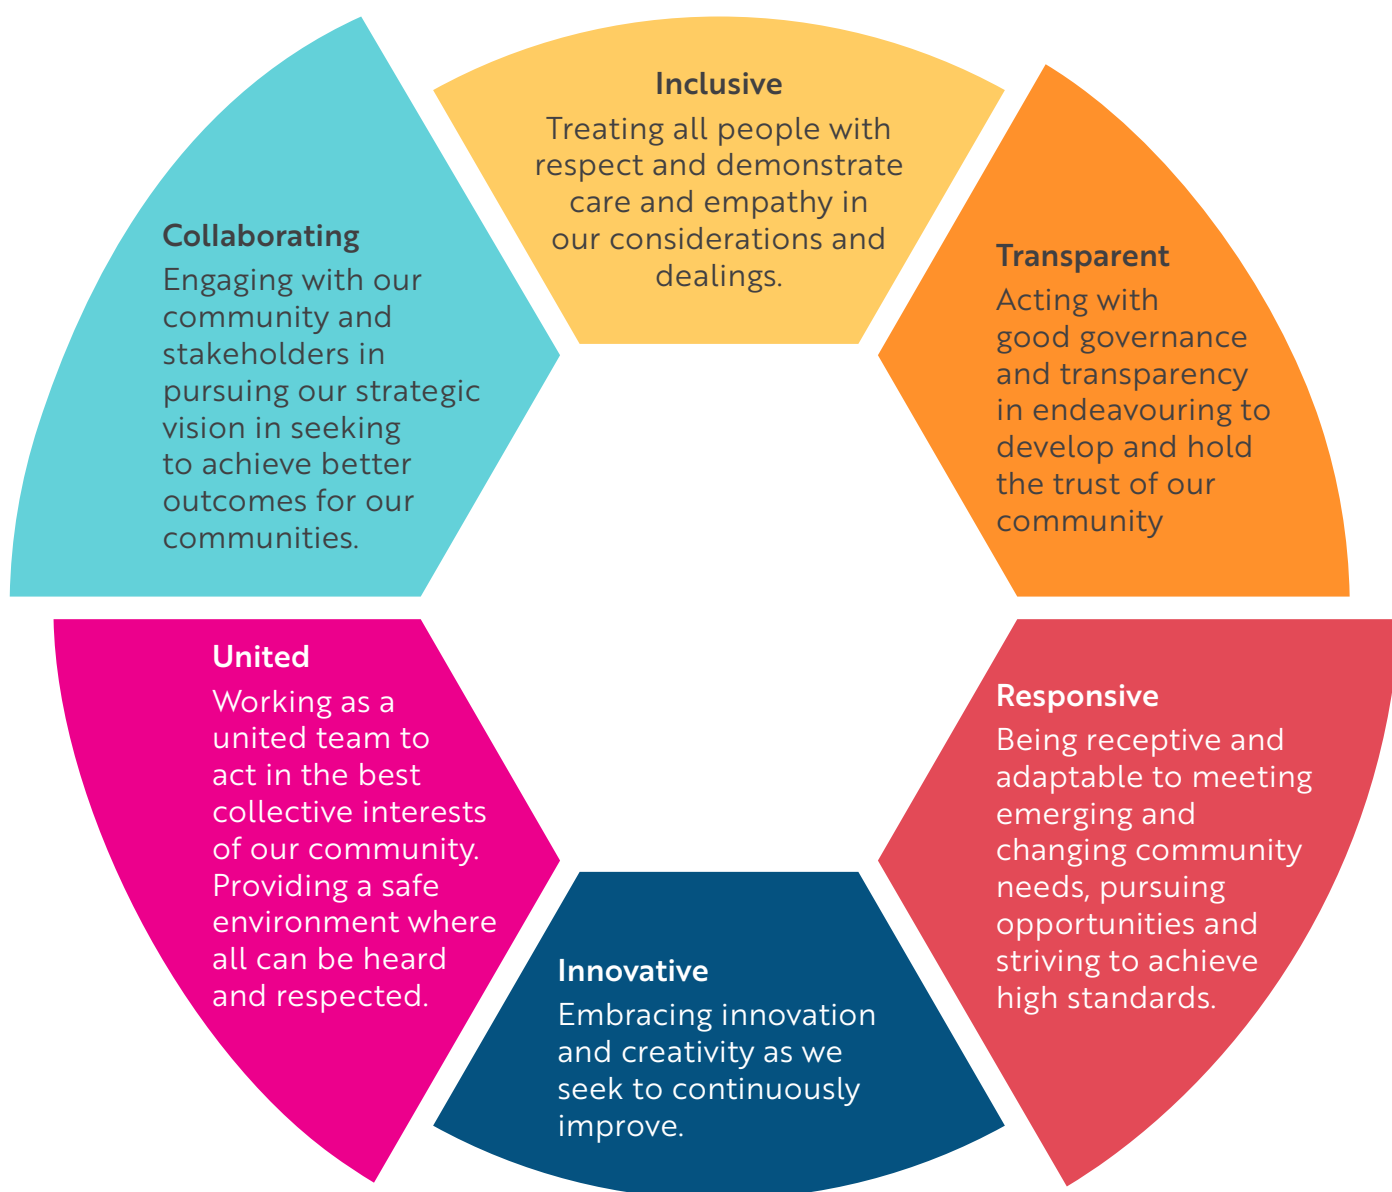 Inclusive
Treating all people with
respect and demonstrate
care and empathy in
our considerations and
dealings.
Transparent
Acting with
good governance
and transparency
in endeavouring to
develop and hold
the trust of our
community
Responsive
Being receptive and
adaptable to meeting
emerging and
changing community
needs, pursuing
opportunities and
striving to achieve
high standards.
Innovative
Embracing innovation
and creativity as we
seek to continuously
improve.
United
Working as a
united team to
act in the best
collective interests
of our community.
Providing a safe
environment where
all can be heard
and respected.
Collaborating
Engaging with our
community and
stakeholders in
pursuing our strategic
vision in seeking
to achieve better
outcomes for our
communities.